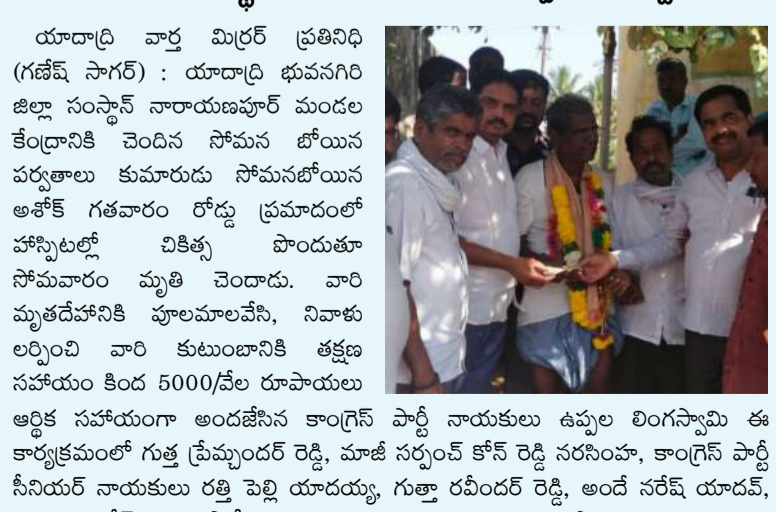 యాదాద్రి వార్త మిర్రర్ ప్రతినిధి
(గణేష్ సాగర్) : యాదాద్రి భువనగిరి
జిల్లా సంస్థాన్ నారాయణపూర్ మండల
కేంద్రానికి చెందిన సోమన బోయిన
పర్వతాలు కుమారుడు సోమనబోయిన
అశోక్ గతవారం రోడ్డు ప్రమాదంలో
హాస్పిటల్లో చికిత్స పొందుతూ
సోమవారం మృతి చెందాడు. వారి
మృతదేహానికి పూలమాలవేసి, నివాళు
లర్పించి వారి కుటుంబానికి తక్షణ
సహాయం కింద 5000/వేల రూపాయలు
ఆర్థిక సహాయంగా అందజేసిన కాంగ్రెస్ పార్టీ నాయకులు ఉప్పల లింగస్వామి ఈ
కార్యక్రమంలో గుత్త ప్రేమ్చందర్ రెడ్డి, మాజీ సర్పంచ్ కోన్ రెడ్డి నరసింహ, కాంగ్రెస్ పార్టీ
సీనియర్ నాయకులు రత్తి పెల్లి యాదయ్య, గుత్తా రవీందర్ రెడ్డి, అందే నరేష్ యాదవ్,